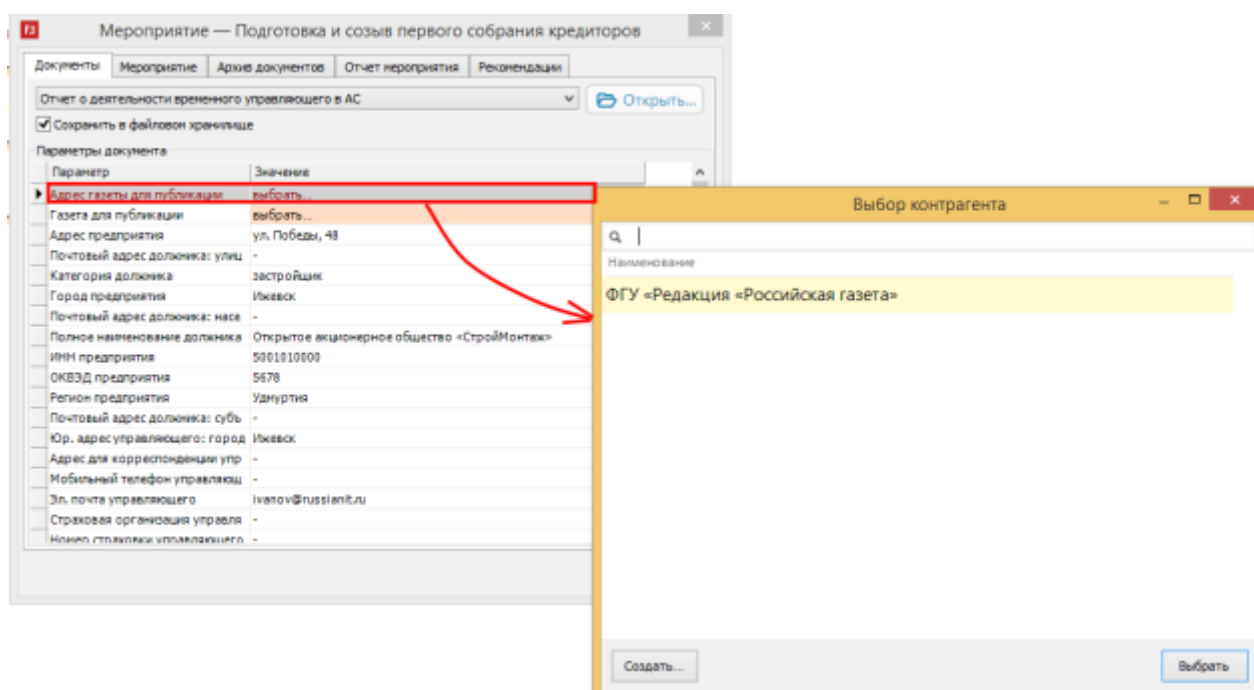 Мероприятие — Подготовка и созыв первого собрания кредиторов
Документы Мероприятие Архив документов Отчет мероприятия Рекомендации
Отчет о деятельности временного управляющего в АС Открыть...
Сохранить в файловом хранилище
Параметры документа
Параметр Значение
Адрес газеты для публикации выбрать...
Газета для публикации выбрать...
Адрес предприятия ул. Победы, 48
Почтовый адрес должника: улиц -
Категория должника застройщик
Город предприятия Ижевск
Почтовый адрес должника: насе -
Полное наименование должника Открытое акционерное общество «СтройМонтаж»
ИНН предприятия 5001010000
ОКВЭД предприятия 5678
Регион предприятия Удмуртия
Почтовый адрес должника: субъ -
Юр. адрес управляющего: город Ижевск
Адрес для корреспонденции упр -
Мобильный телефон управляющ -
Эл. почта управляющего ivanov@russianit.ru
Страховая организация управля -
Номер страховки управляющего -
Выбор контрагента
Наименование
ФГУ «Редакция «Российская газета»
Создать... Выбрать